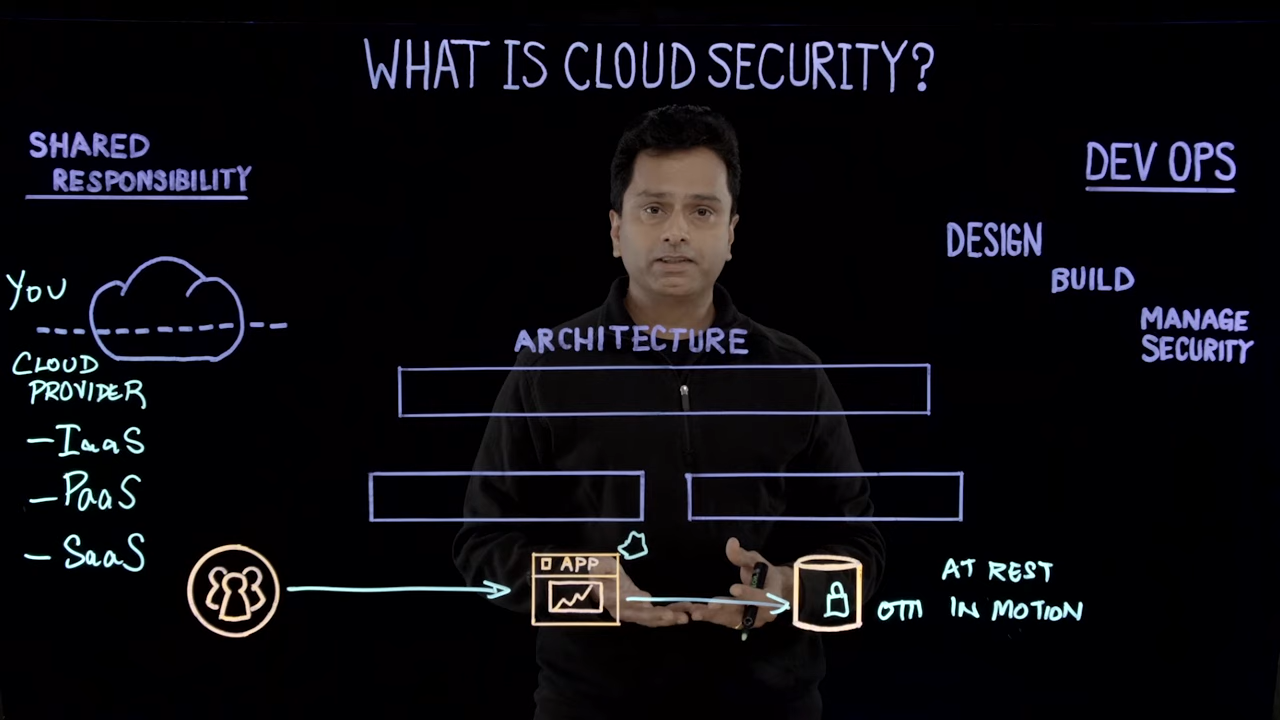 WHAT IS CLOUD SECURITY?
SHARED
RESPONSIBILITY
YOU
CLOUD
PROVIDER
- IaaS
- PaaS
- SaaS
ARCHITECTURE
APP
AT REST
IN MOTION
DEV OPS
DESIGN
BUILD
MANAGE
SECURITY